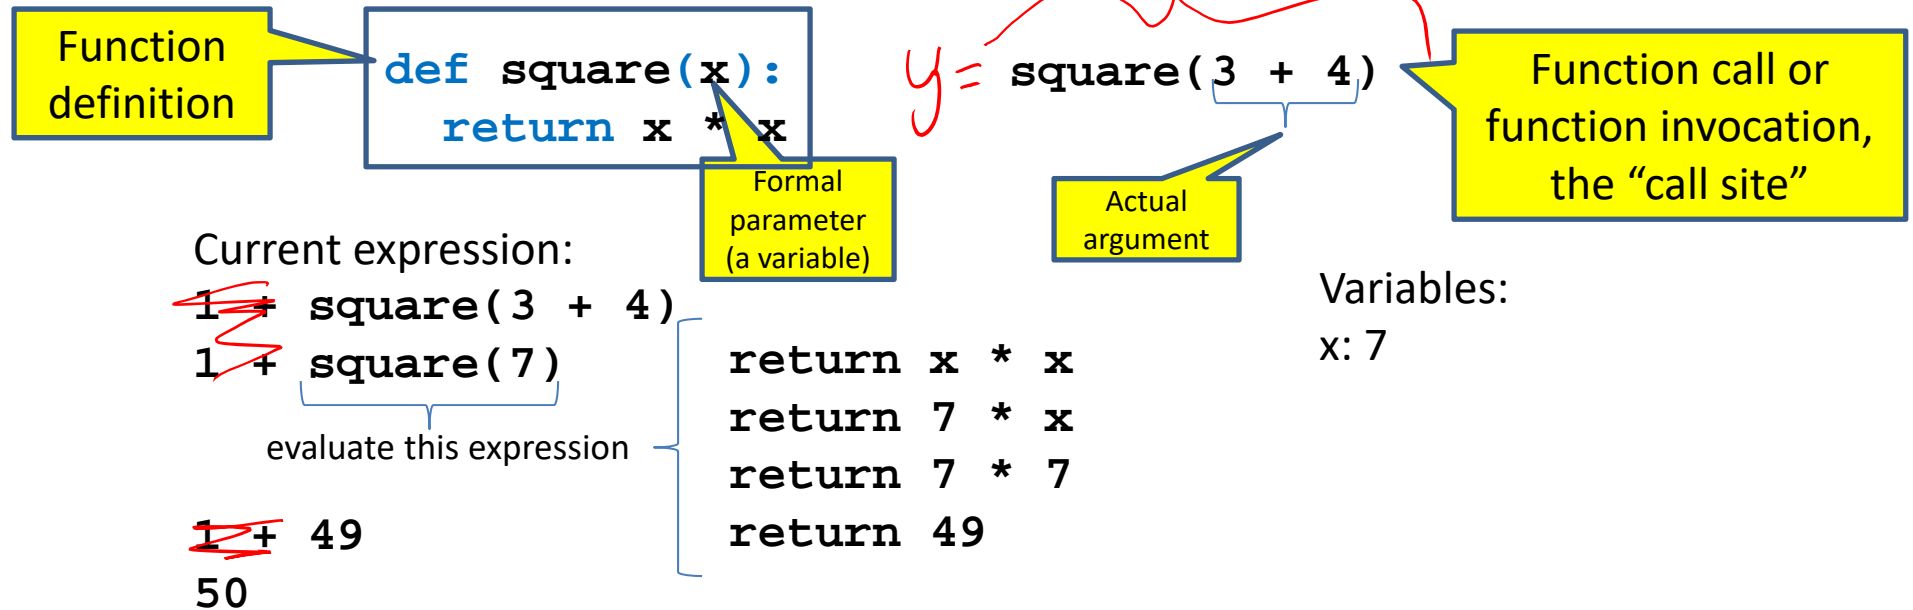 Function
definition
def square(x):
return x * x
Formal
parameter
(a variable)
y = square(3 + 4)
Actual
argument
Function call or
function invocation,
the “call site”
Current expression:
1 + square(3 + 4)
1 + square(7)
evaluate this expression
1 + 49
50
return x * x
return 7 * x
return 7 * 7
return 49
Variables:
x: 7